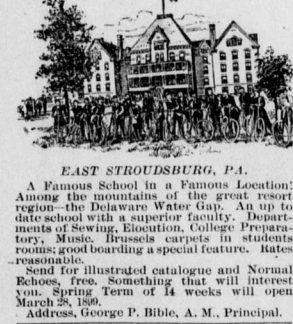 EAST STROUDSBURG, PA.
A Famous School in a Famous Location!
Among the mountains of the great resort
region—the Delaware Water Gap. An up to
date school with a superior faculty. Depart-
ments of Sewing, Elocution, College Prepara-
tory, Music. Brussels carpets in students
rooms; good boarding a special feature. Rates
reasonable.
Send for illustrated catalogue and Normal
Echoes, free. Something that will interest
you. Spring Term of 14 weeks will open
March 28, 1899.
Address, George P. Bible, A. M., Principal.